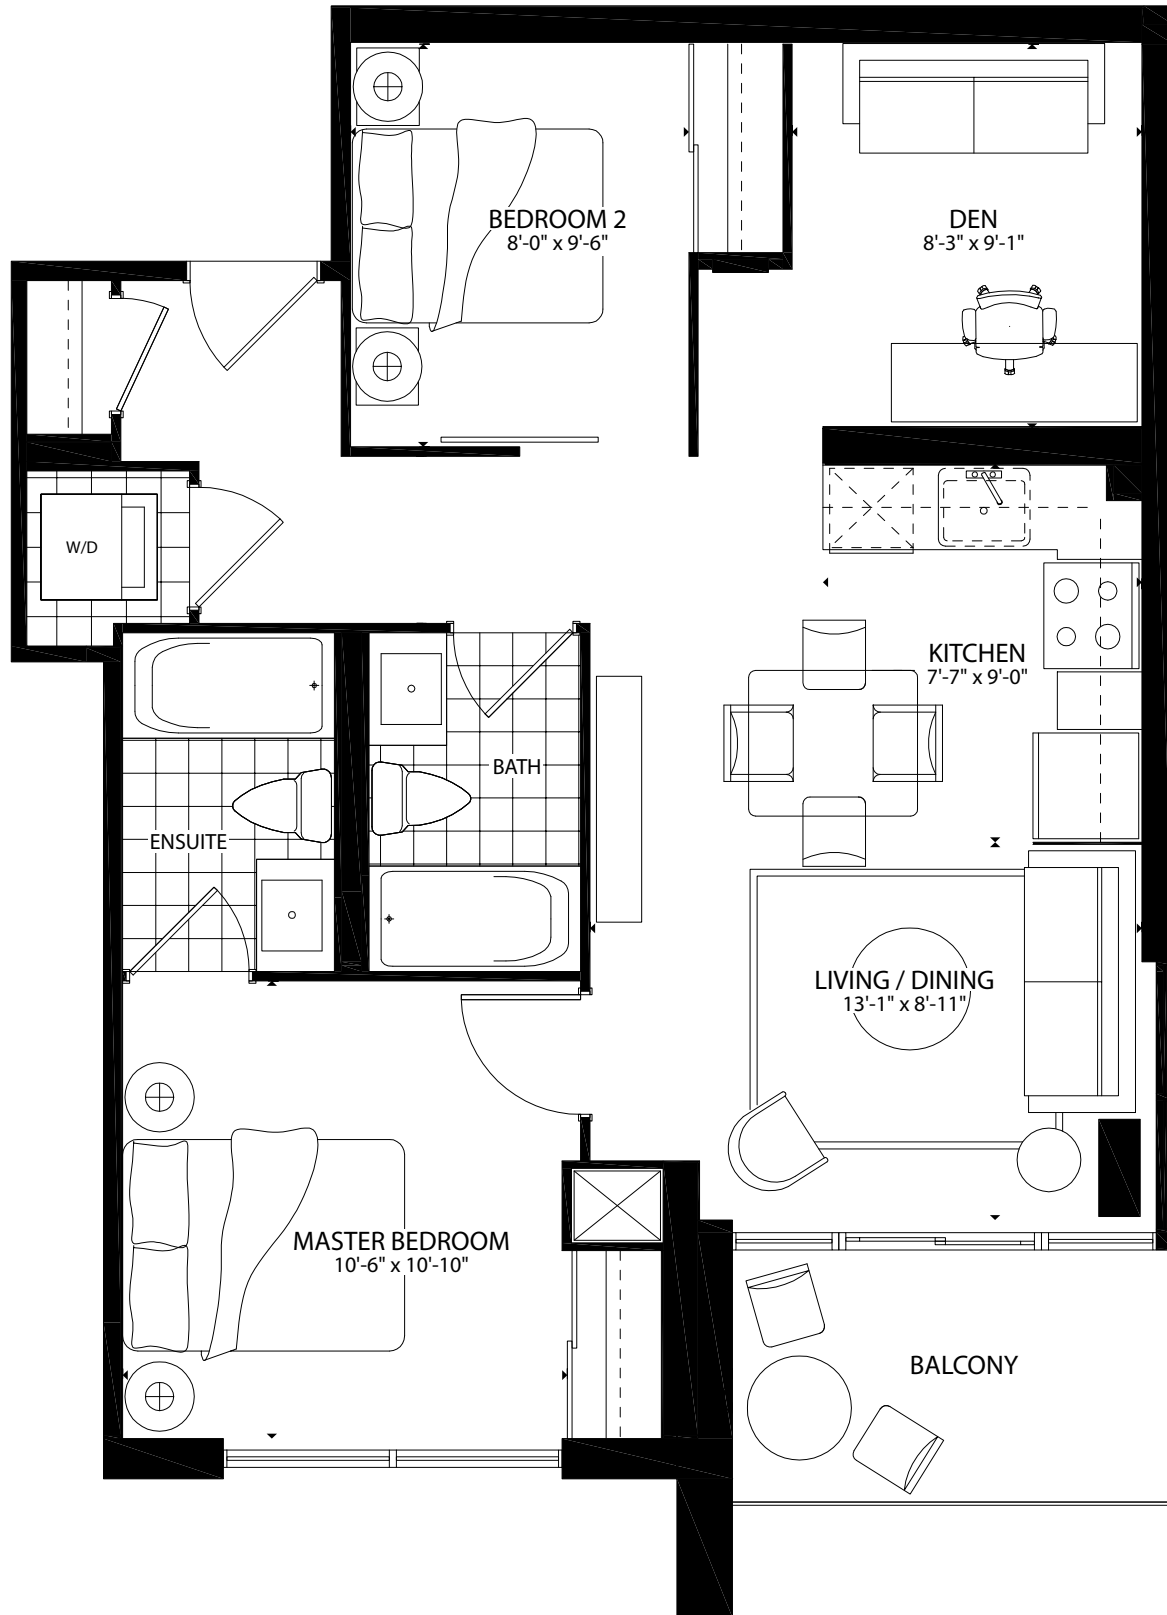 BEDROOM 2
8'-0" x 9'-6"
DEN
8'-3" x 9'-1"
W/D
KITCHEN
7'-7" x 9'-0"
BATH
ENSUITE
LIVING / DINING
13'-1" x 8'-11"
MASTER BEDROOM
10'-6" x 10'-10"
BALCONY